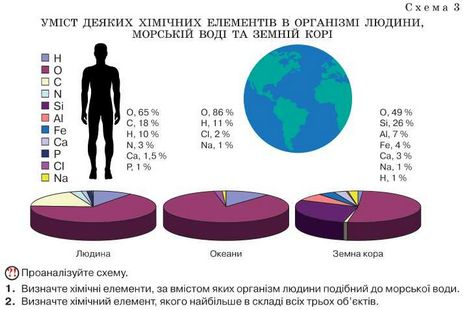 Схема 3
УМІСТ ДЕЯКИХ ХІМІЧНИХ ЕЛЕМЕНТІВ В ОРГАНІЗМІ ЛЮДИНИ,
МОРСЬКІЙ ВОДІ ТА ЗЕМНІЙ КОРІ
H
O
C
N
Si
Al
Fe
Ca
P
Cl
Na
O, 65 %
C, 18 %
H, 10 %
N, 3 %
Ca, 1,5 %
P, 1 %
O, 86 %
H, 11 %
Cl, 2 %
Na, 1 %
O, 49 %
Si, 26 %
Al, 7 %
Fe, 4 %
Ca, 3 %
Na, 1 %
H, 1 %
Людина
Океани
Земна кора
?! Проаналізуйте схему.
1. Визначте хімічні елементи, за вмістом яких організм людини подібний до морської води.
2. Визначте хімічний елемент, якого найбільше в складі всіх трьох об’єктів.